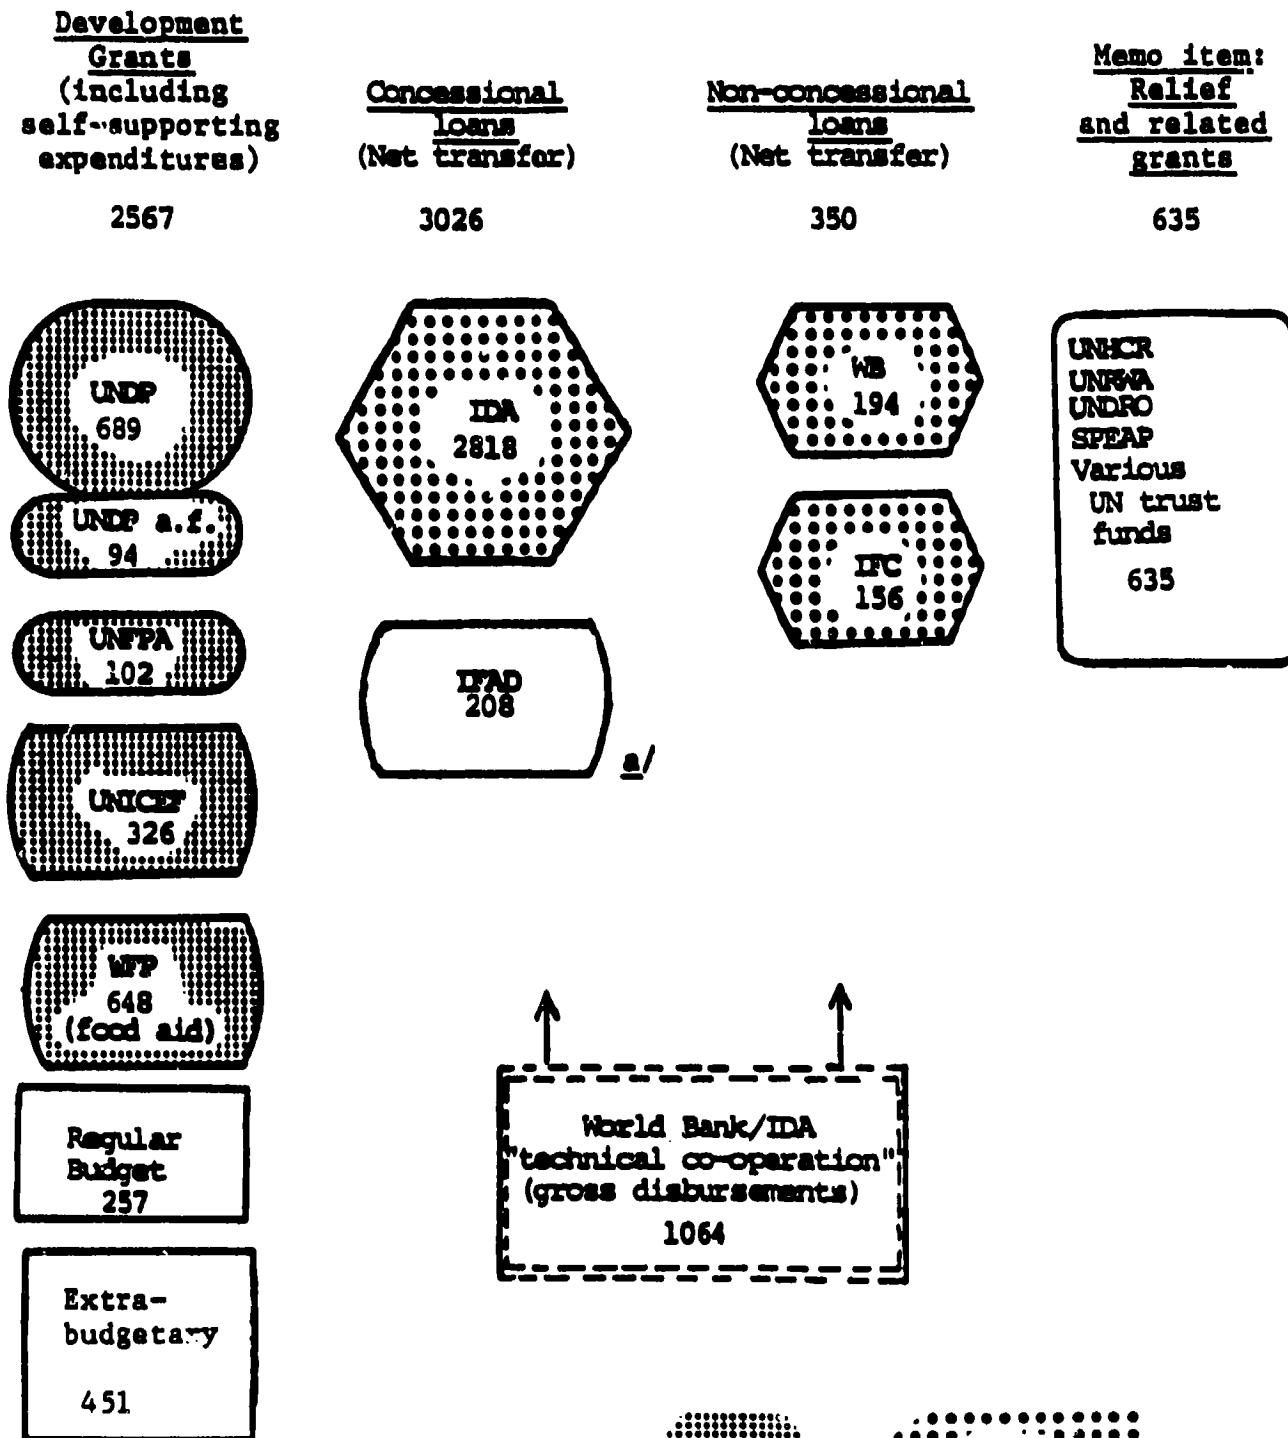 Development
Grants
(including
self-supporting
expenditures)
2567
Concessional
loans
(Net transfer)
3026
Non-concessional
loans
(Net transfer)
350
Memo item:
Relief
and related
grants
635
UNDP
689
UNDP a.f.
94
UNFPA
102
UNICEF
326
WFP
648
(food aid)
Regular
Budget
257
Extra-
budgetary
451
IDA
2818
IFAD
208
a/
WB
194
IFC
156
UNHCR
UNRWA
UNDRO
SPEAP
Various
UN trust
funds
635
World Bank/IDA
"technical co-operation"
(gross disbursements)
1064